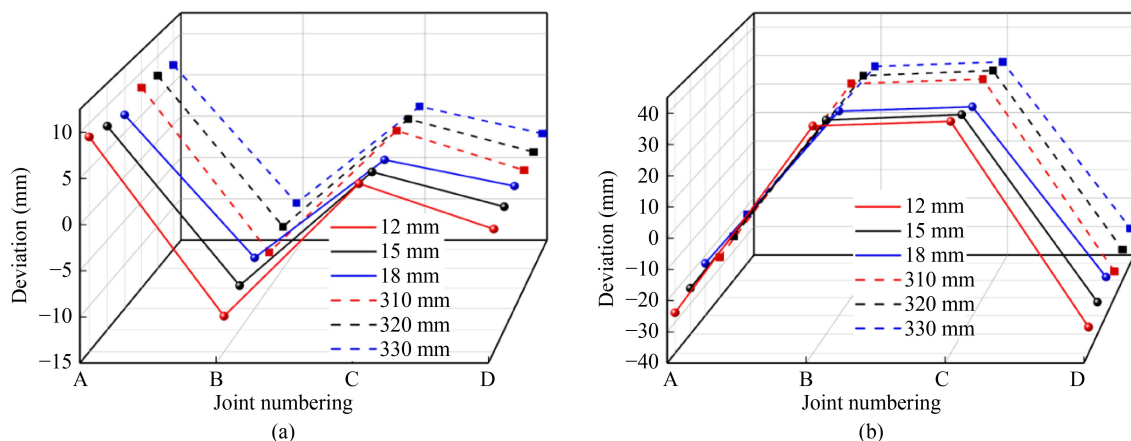 Deviation (mm)
10
5
0
−5
−10
−15
A
B
C
D
Joint numbering
12 mm
15 mm
18 mm
310 mm
320 mm
330 mm
(a)
Deviation (mm)
40
30
20
10
0
−10
−20
−30
−40
A
B
C
D
Joint numbering
12 mm
15 mm
18 mm
310 mm
320 mm
330 mm
(b)